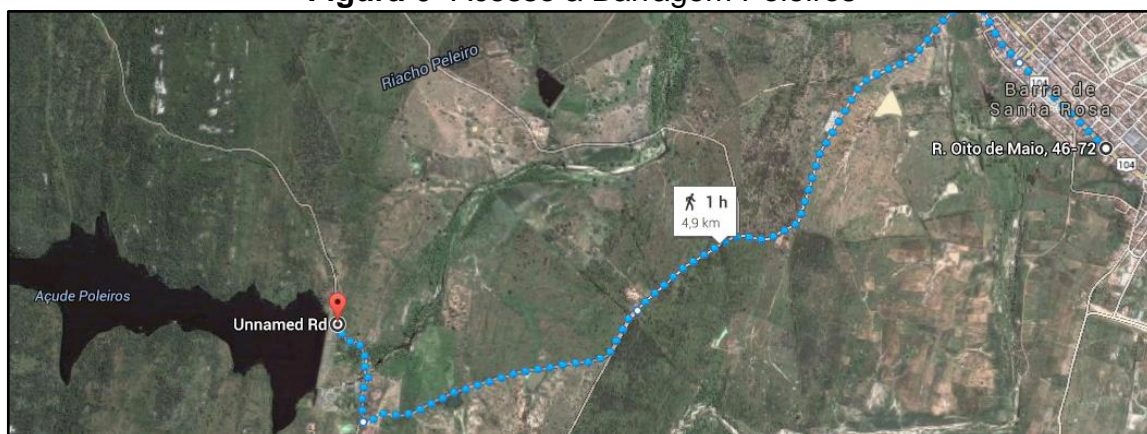 Riacho Peleiro
104
Barra de
Santa Rosa
R. Oito de Maio, 46-72
104
1 h
4,9 km
Açude Poleiros
Unnamed Rd